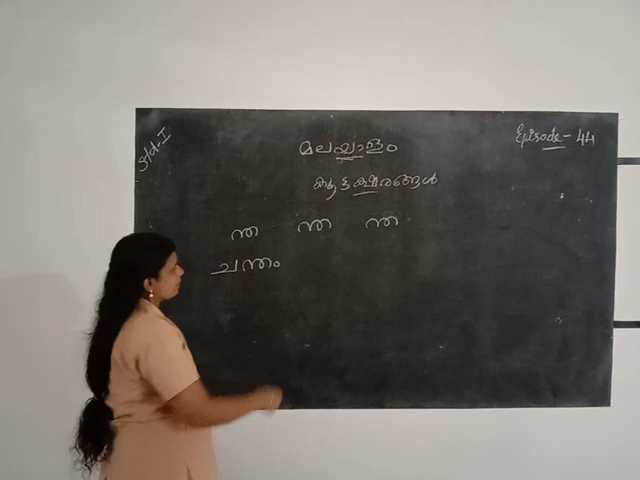 Std-I
Episode-44
മലയാളം
കൂട്ടക്ഷരങ്ങൾ
ന്ത ന്ത ന്ത
ചന്തം